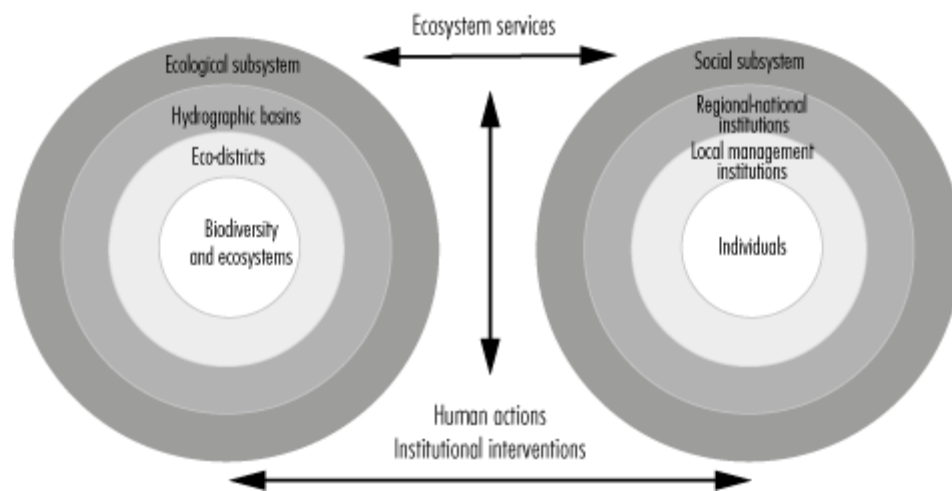 Ecosystem services
Ecological subsystem
Hydrographic basins
Eco-districts
Biodiversity
and ecosystems
Social subsystem
Regional-national
institutions
Local management
institutions
Individuals
Human actions
Institutional interventions